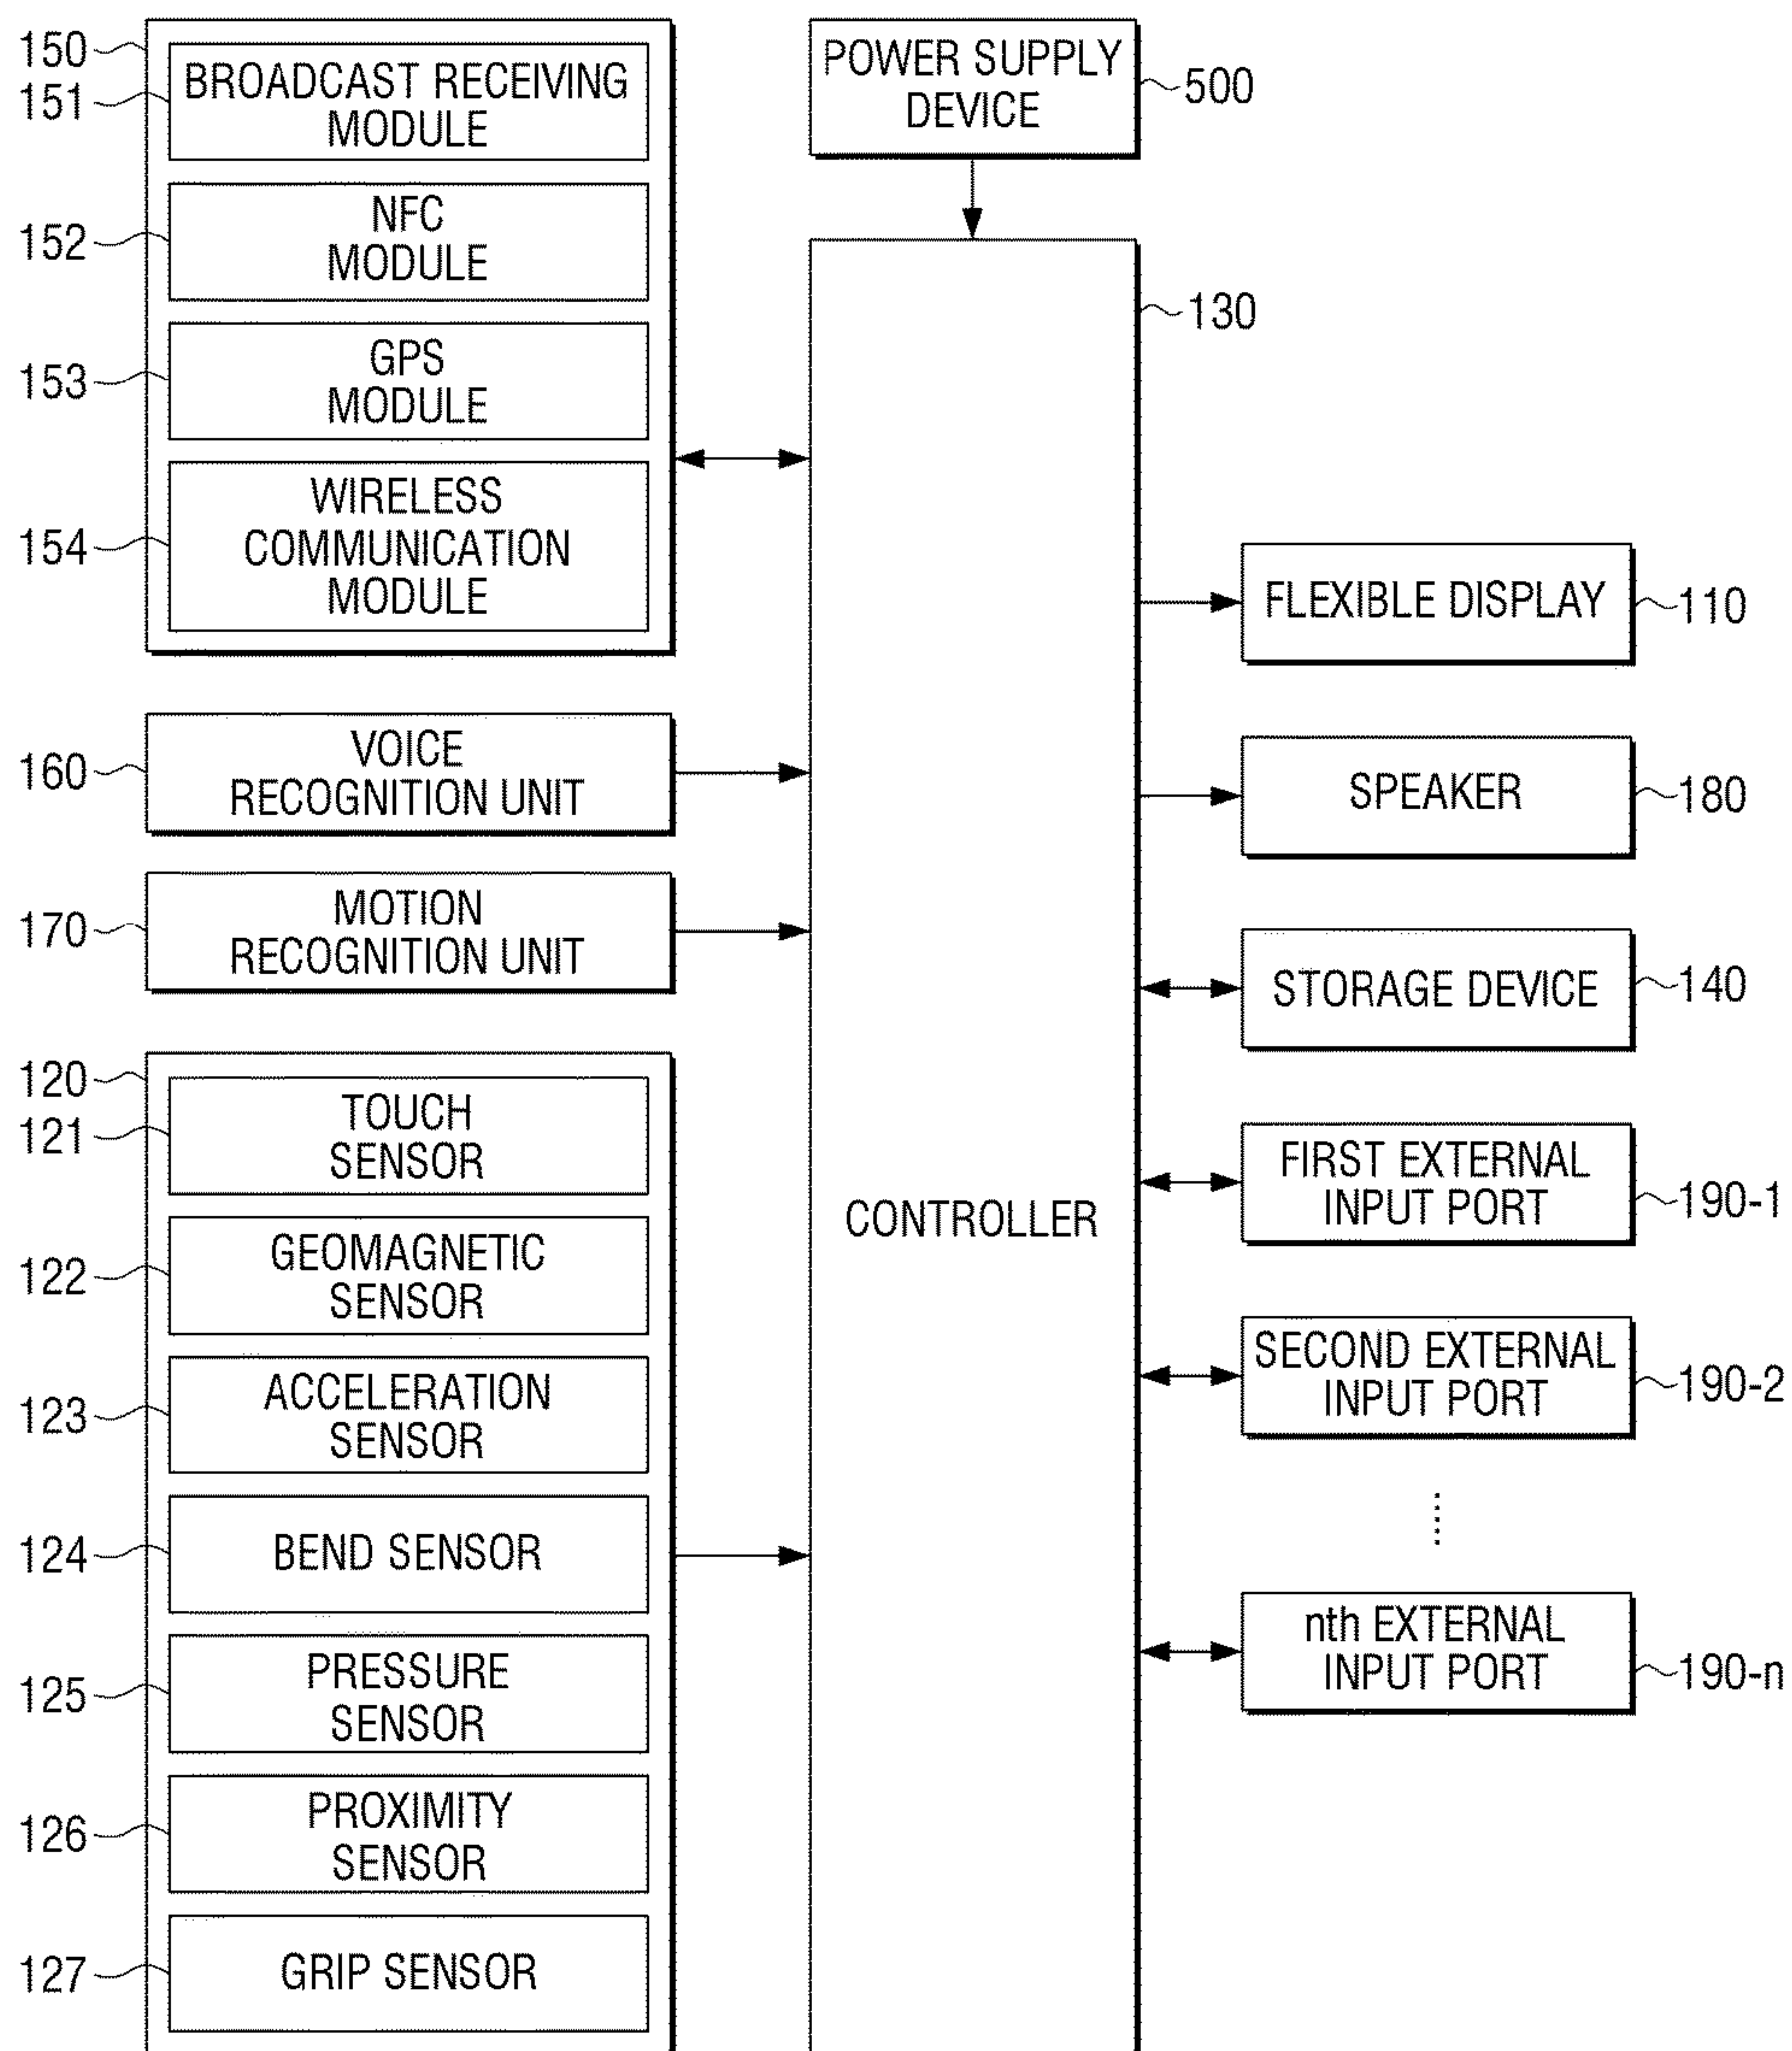 150
151
BROADCAST RECEIVING
MODULE
152
NFC
MODULE
153
GPS
MODULE
154
WIRELESS
COMMUNICATION
MODULE
160
VOICE
RECOGNITION UNIT
170
MOTION
RECOGNITION UNIT
120
121
TOUCH
SENSOR
122
GEOMAGNETIC
SENSOR
123
ACCELERATION
SENSOR
124
BEND SENSOR
125
PRESSURE
SENSOR
126
PROXIMITY
SENSOR
127
GRIP SENSOR
POWER SUPPLY
DEVICE
500
130
CONTROLLER
FLEXIBLE DISPLAY
110
SPEAKER
180
STORAGE DEVICE
140
FIRST EXTERNAL
INPUT PORT
190-1
SECOND EXTERNAL
INPUT PORT
190-2
nth EXTERNAL
INPUT PORT
190-n